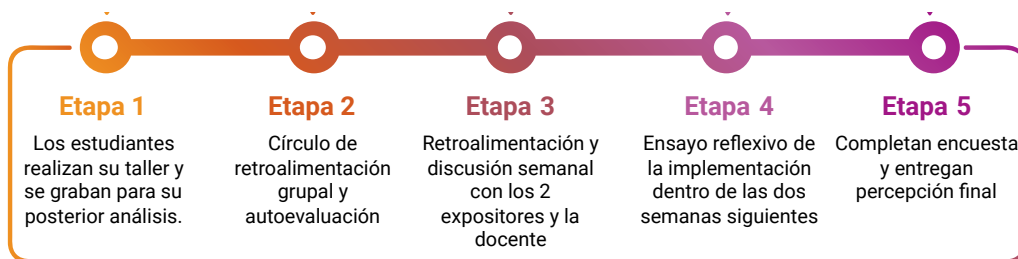 Etapa 1
Los estudiantes
realizan su taller y
se graban para su
posterior análisis.
Etapa 2
Círculo de
retroalimentación
grupal y
autoevaluación
Etapa 3
Retroalimentación y
discusión semanal
con los 2
expositores y la
docente
Etapa 4
Ensayo reflexivo de
la implementación
dentro de las dos
semanas siguientes
Etapa 5
Completan encuesta
y entregan
percepción final